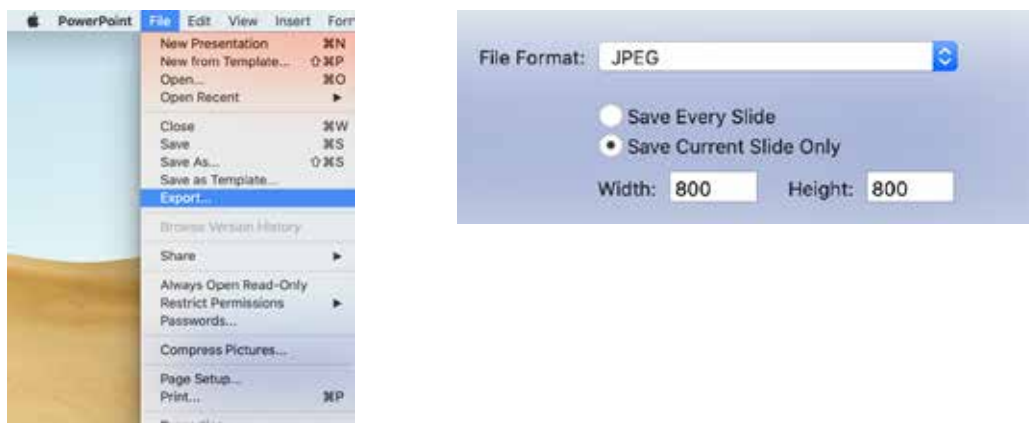 PowerPoint File Edit View Insert
New Presentation ⌘N
New from Template... ⇧⌘P
Open... ⌘O
Open Recent ▶
Close ⌘W
Save ⌘S
Save As... ⇧⌘S
Save as Template...
Export...
Browse Version History
Share ▶
Always Open Read-Only
Restrict Permissions ▶
Passwords...
Compress Pictures...
Page Setup...
Print... ⌘P
File Format: JPEG
Save Every Slide
Save Current Slide Only
Width: 800 Height: 800